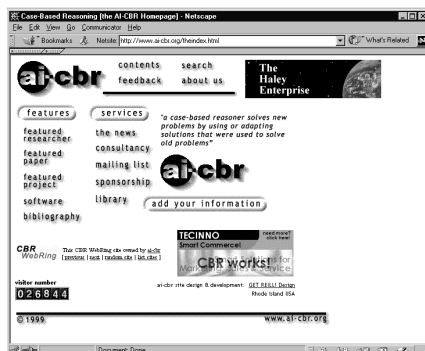 Case-Based Reasoning [the AI-CBR Homepage] - Netscape
File Edit View Go Communicator Help
Bookmarks Netsite: http://www.ai-cbr.org/theindex.html What's Related
ai-cbr
contents search
feedback about us
The
Haley
Enterprise
features services
featured
researcher
featured
paper
featured
project
software
bibliography
the news
consultancy
mailing list
sponsorship
library
"a case-based reasoner solves new
problems by using or adapting
solutions that were used to solve
old problems"
ai-cbr
add your information
TECINNO
need more?
click here!
Smart Commerce!
CBR works!
CBR
WebRing
This CBR WebRing site owned by ai-cbr
[ previous | next | random site | list sites ]
visitor number
026844
ai-cbr site design & development: GET REAL! Design
Rhode Island USA
© 1999 www.ai-cbr.org
Document: Done